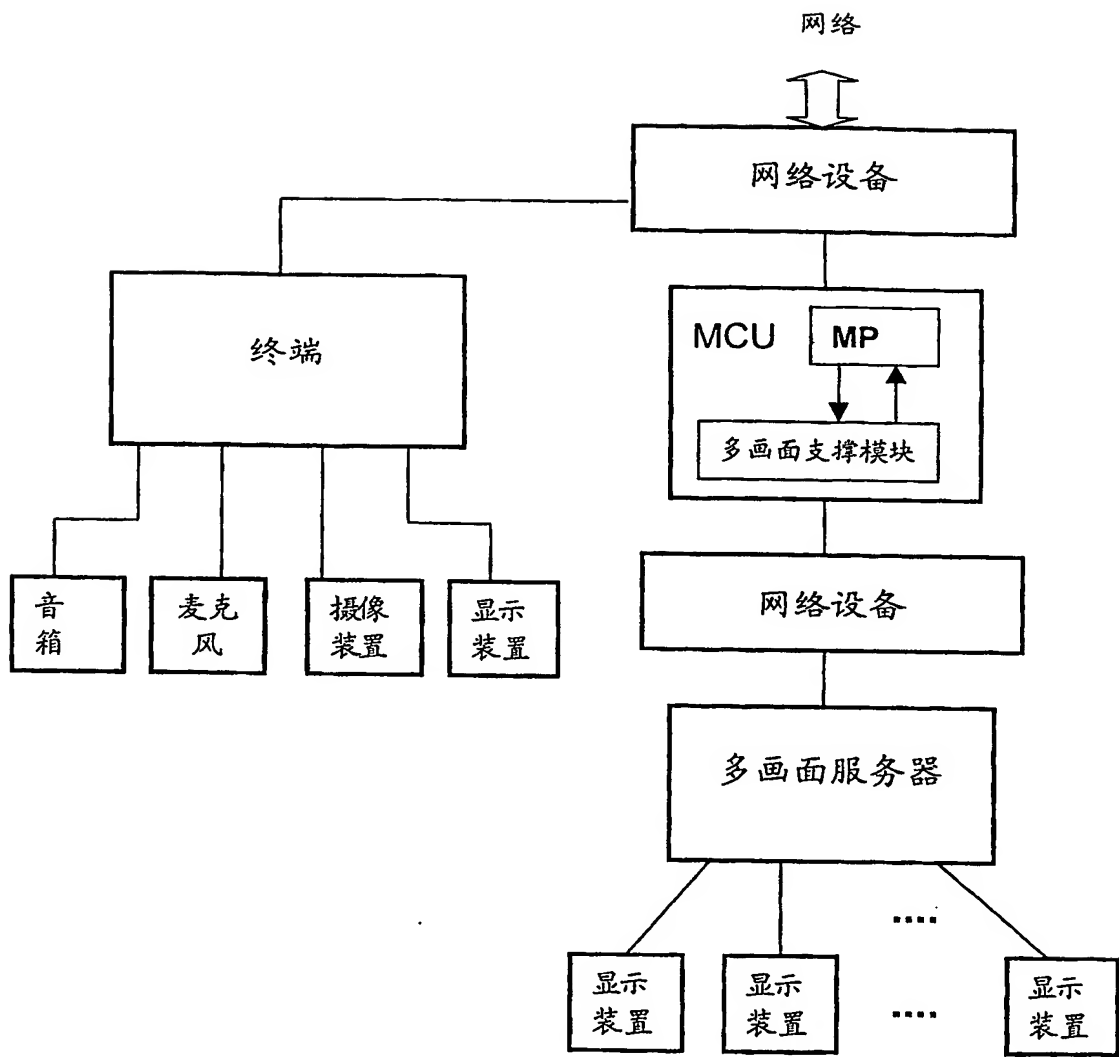 网络
网络设备
终端
MCU
MP
多画面支撑模块
音
箱
麦克
风
摄像
装置
显示
装置
网络设备
多画面服务器
显示
装置
显示
装置
显示
装置